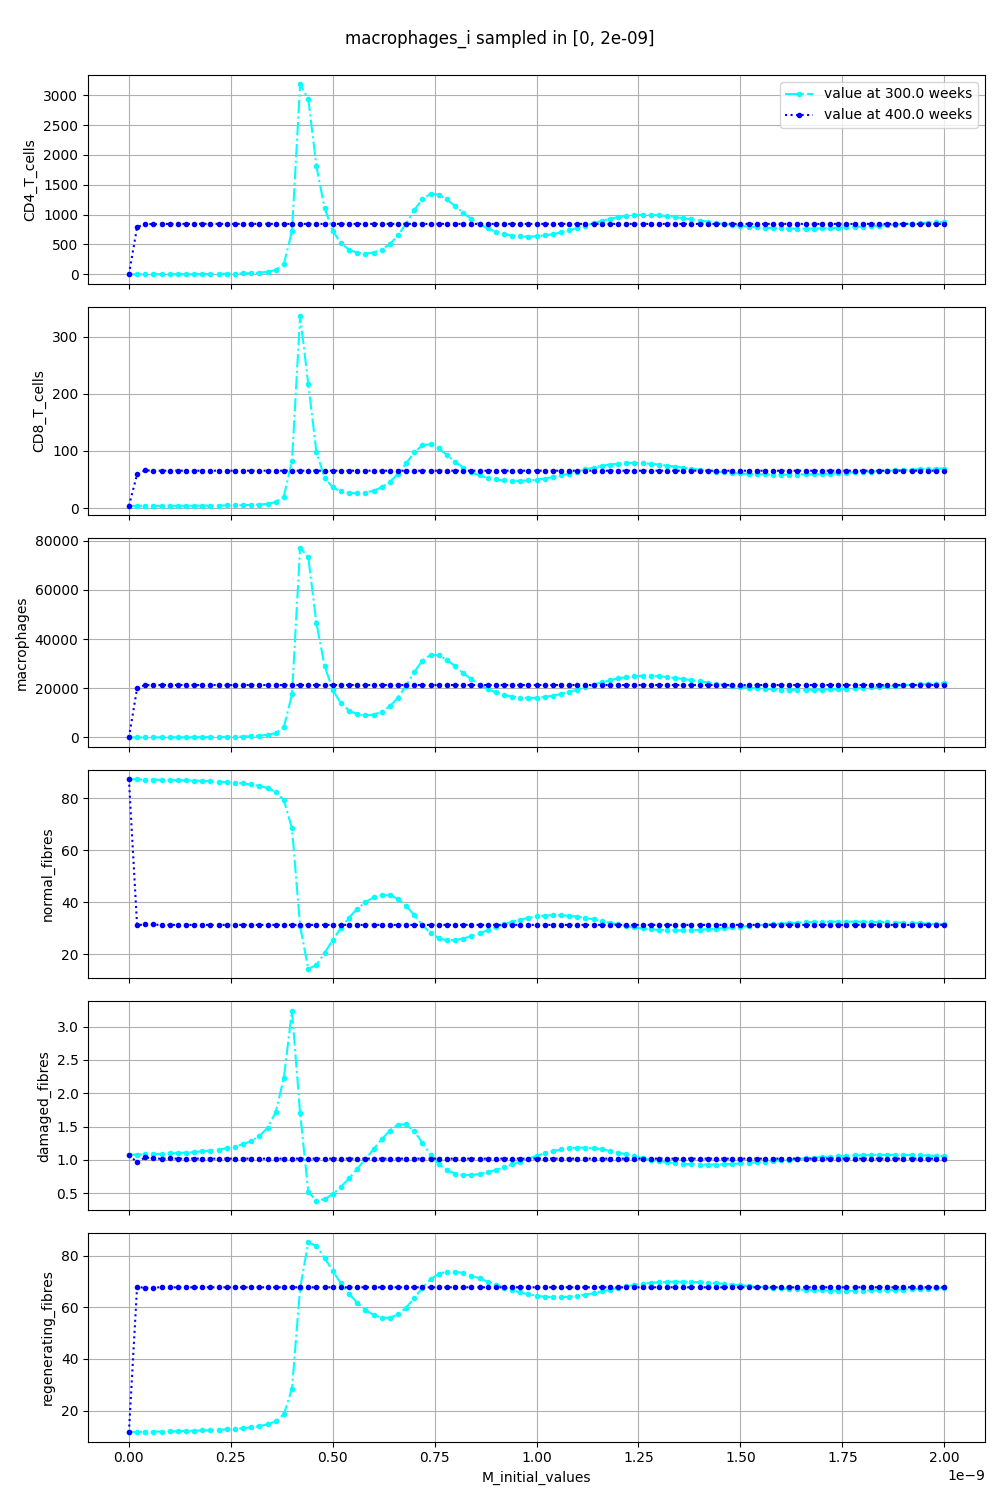 macrophages_i sampled in [0, 2e-09]
value at 300.0 weeks
value at 400.0 weeks
CD4_T_cells
3000
2500
2000
1500
1000
500
0
CD8_T_cells
300
200
100
0
macrophages
80000
60000
40000
20000
0
normal_fibres
80
60
40
20
damaged_fibres
3.0
2.5
2.0
1.5
1.0
0.5
regenerating_fibres
80
60
40
20
0.00 0.25 0.50 0.75 1.00 1.25 1.50 1.75 2.00
1e−9
M_initial_values